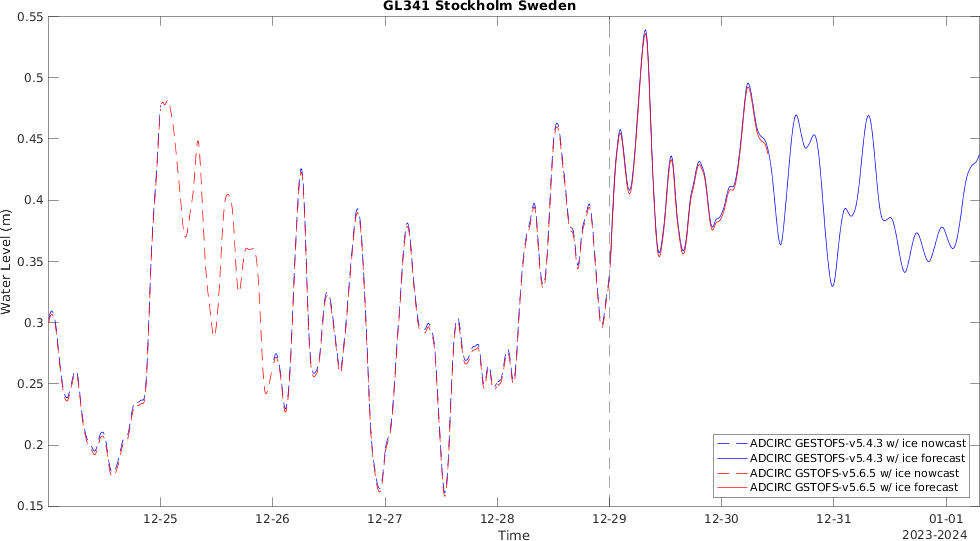 GL341 Stockholm Sweden
0.55
0.5
0.45
0.4
0.35
0.3
0.25
0.2
0.15
Water Level (m)
12-25
12-26
12-27
12-28
12-29
12-30
12-31
01-01
Time
2023-2024
ADCIRC GESTOFS-v5.4.3 w/ ice nowcast
ADCIRC GESTOFS-v5.4.3 w/ ice forecast
ADCIRC GSTOFS-v5.6.5 w/ ice nowcast
ADCIRC GSTOFS-v5.6.5 w/ ice forecast